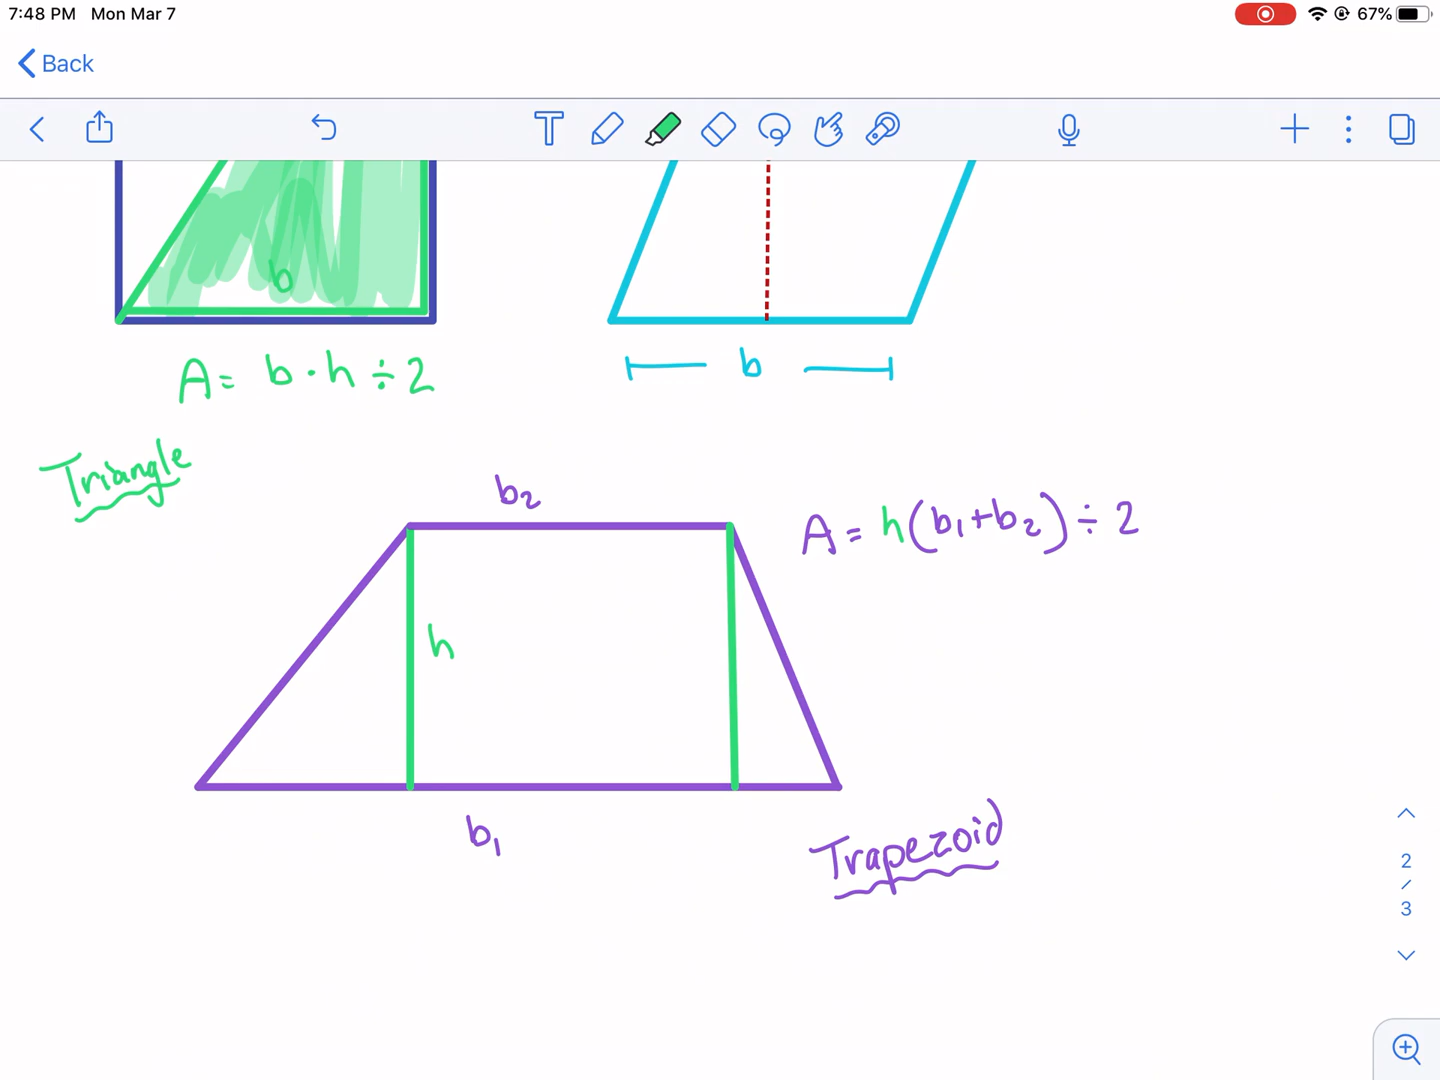 7:48 PM Mon Mar 7
67%
Back
T
b
A = b · h ÷ 2
b
Triangle
b₂
A = h(b₁+b₂) ÷ 2
h
b₁
Trapezoid
2
/
3